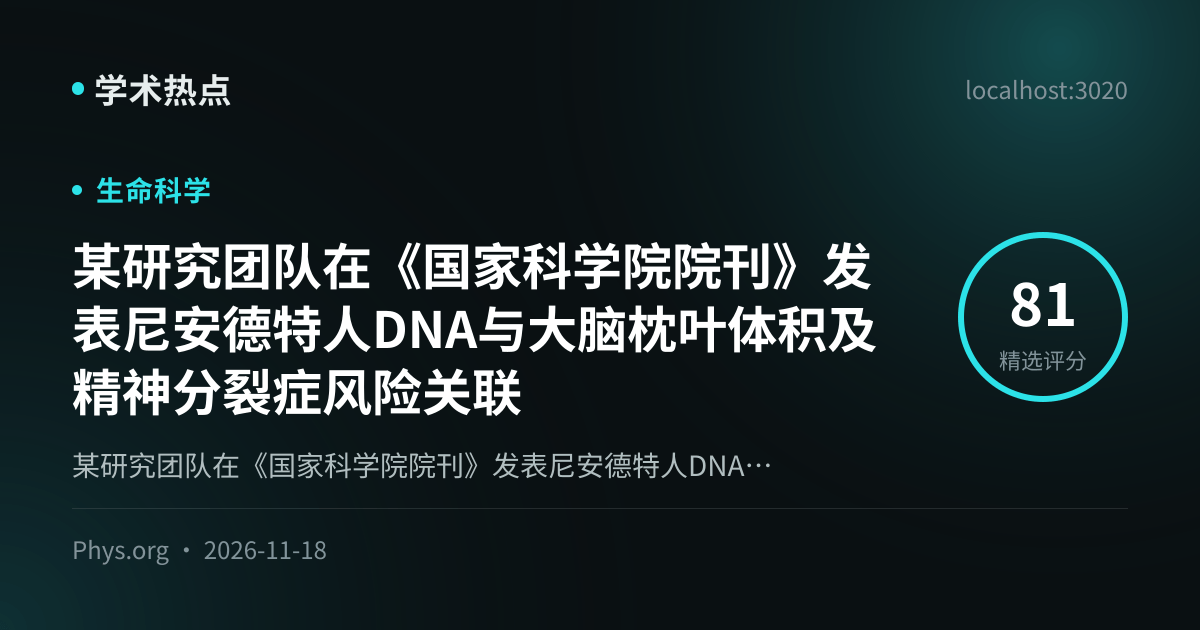 学术热点
localhost:3020
生命科学
某研究团队在《国家科学院院刊》发
表尼安德特人DNA与大脑枕叶体积及
精神分裂症风险关联
81
精选评分
某研究团队在《国家科学院院刊》发表尼安德特人DNA…
Phys.org · 2026-11-18